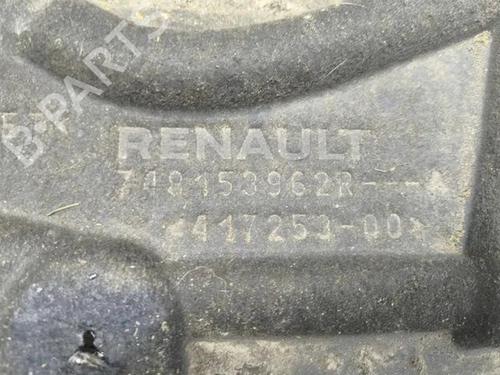 B-PARTS
RENAULT
748153962R---A
417253-00